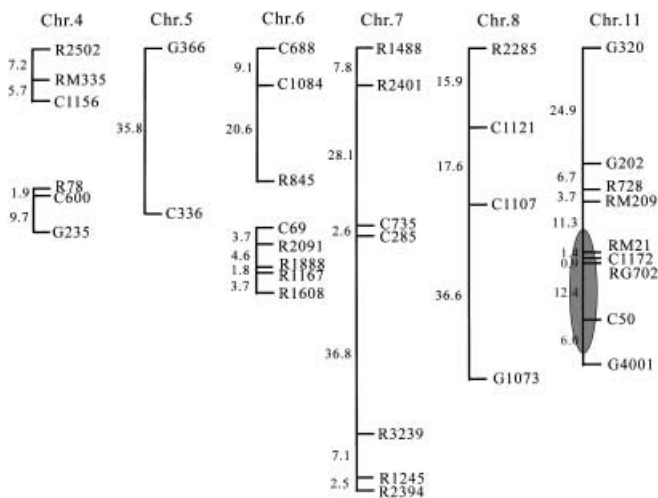 Chr.4
7.2
5.7
R2502
RM335
C1156
1.9
9.7
R78
C600
G235
Chr.5
G366
35.8
C336
Chr.6
9.1
20.6
C688
C1084
R845
3.7
4.6
1.8
3.7
C69
R2091
R1888
R1167
R1608
Chr.7
7.8
28.1
2.6
36.8
7.1
2.5
R1488
R2401
C735
C285
R3239
R1245
R2394
Chr.8
15.9
17.6
36.6
R2285
C1121
C1107
G1073
Chr.11
24.9
6.7
3.7
11.3
1.4
12.4
G320
G202
R728
RM209
RM21
C1172
RG702
C50
G4001